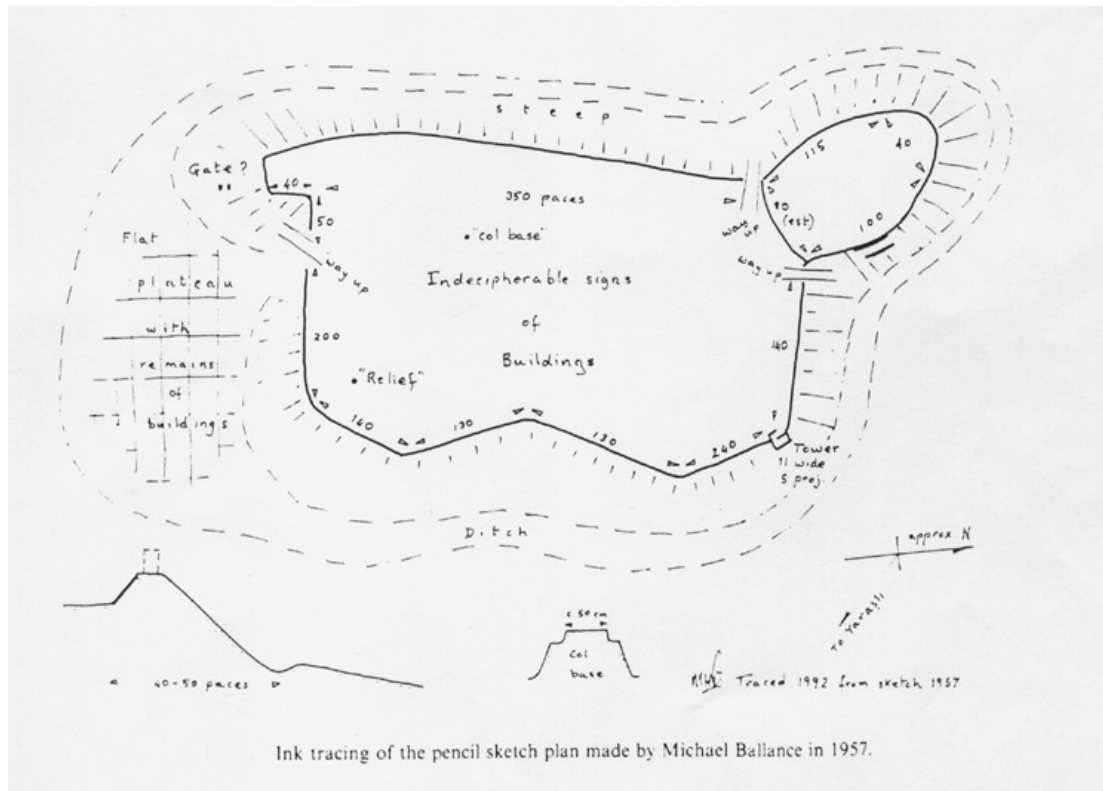 steep
Gate?
40
115
40
350 paces
50
80
(est)
100
"col base"
way up
Flat
way up
way up
plateau
Indecipherable signs
with
of
200
140
remains
Buildings
"Relief"
of
buildings
140
130
130
240
Tower
11 wide
5 proj.
Ditch
approx N
c 50 cm
to Yaraşlı
Col
base
40-50 paces
Traced 1992 from sketch 1957
Ink tracing of the pencil sketch plan made by Michael Ballance in 1957.